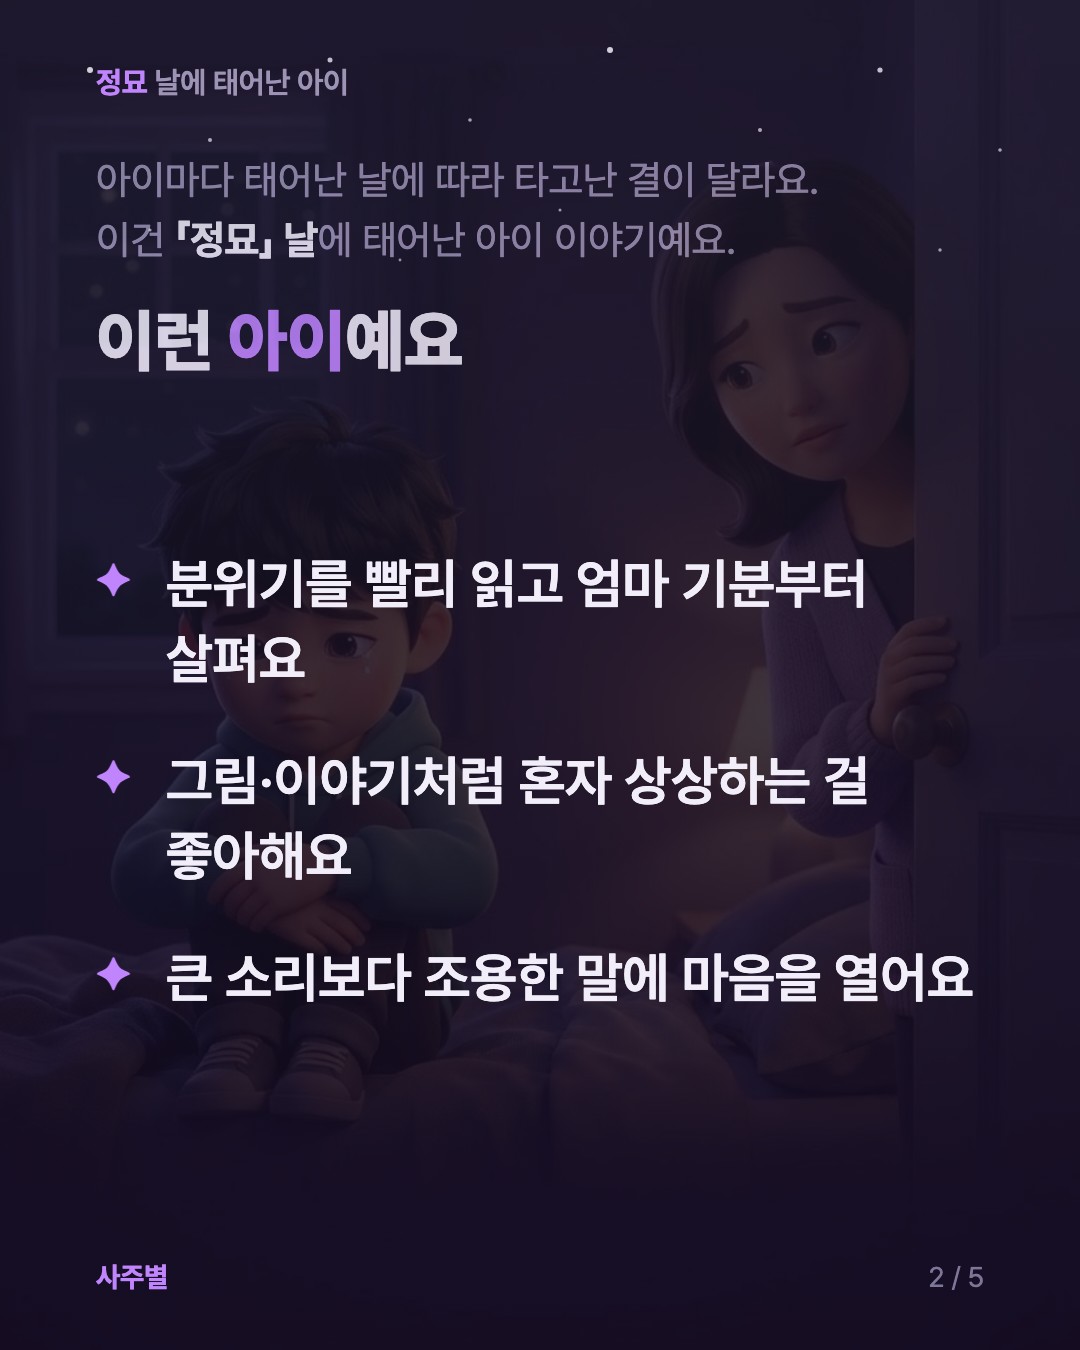 정묘 날에 태어난 아이
아이마다 태어난 날에 따라 타고난 결이 달라요.
이건 「정묘」 날에 태어난 아이 이야기예요.
이런 아이예요
분위기를 빨리 읽고 엄마 기분부터
살펴요
그림·이야기처럼 혼자 상상하는 걸
좋아해요
큰 소리보다 조용한 말에 마음을 열어요
사주별
2 / 5